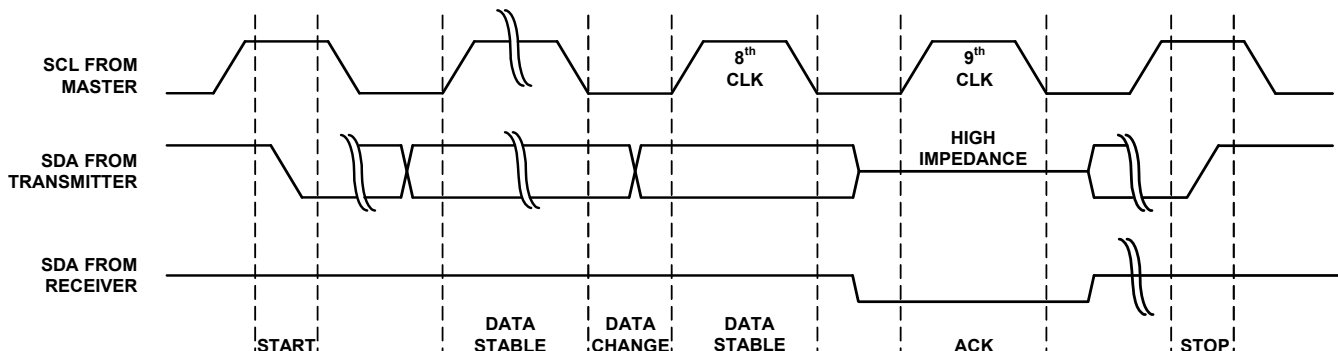 SCL FROM
MASTER
8th
CLK
9th
CLK
SDA FROM
TRANSMITTER
HIGH
IMPEDANCE
SDA FROM
RECEIVER
START
DATA
STABLE
DATA
CHANGE
DATA
STABLE
ACK
STOP